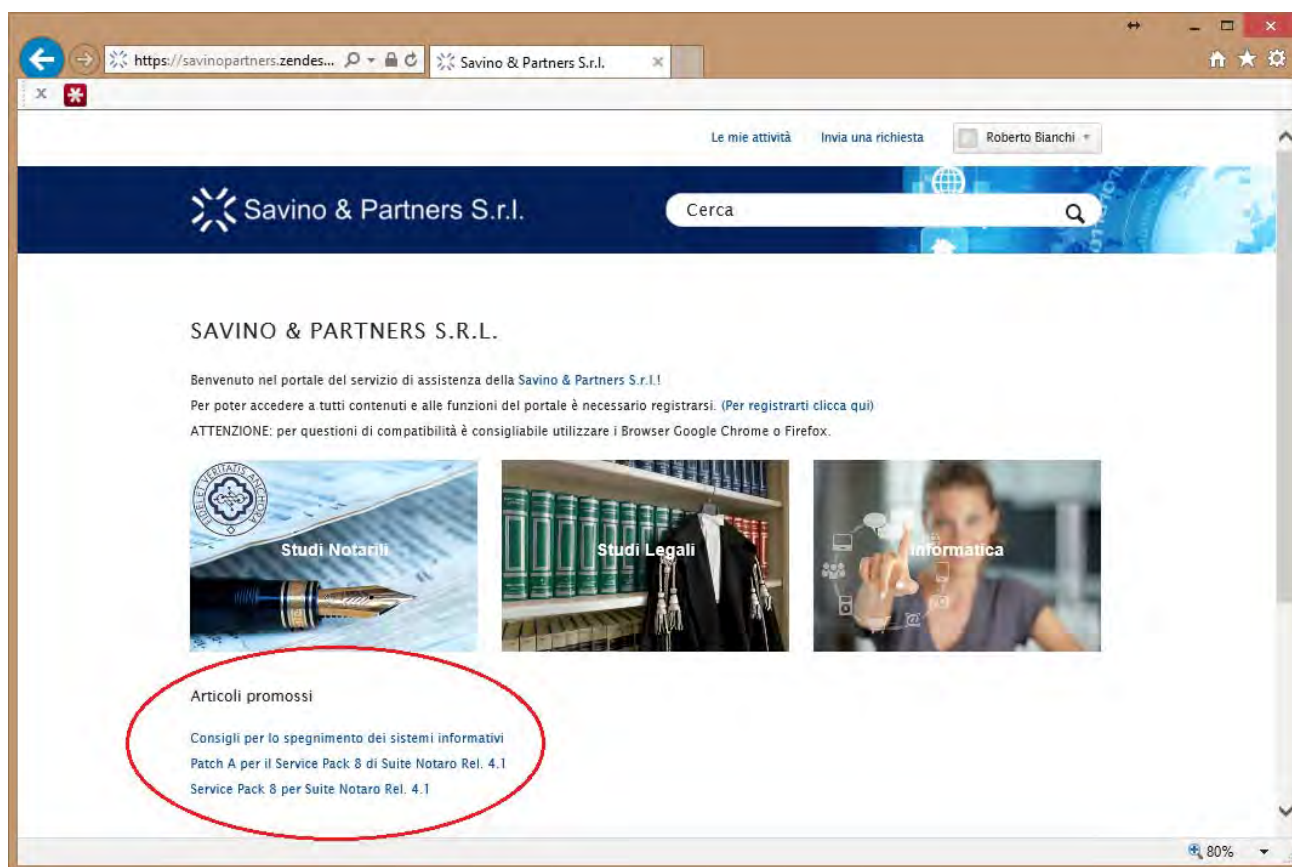 https://savinopartners.zendes...
Savino & Partners S.r.l.
Le mie attività
Invia una richiesta
Roberto Bianchi
Savino & Partners S.r.l.
Cerca
SAVINO & PARTNERS S.R.L.
Benvenuto nel portale del servizio di assistenza della Savino & Partners S.r.l.!
Per poter accedere a tutti contenuti e alle funzioni del portale è necessario registrarsi. (Per registrarti clicca qui)
ATTENZIONE: per questioni di compatibilità è consigliabile utilizzare i Browser Google Chrome o Firefox.
FIDEI ET VERITATIS ANCHORA
Studi Notarili
Studi Legali
Informatica
Articoli promossi
Consigli per lo spegnimento dei sistemi informativi
Patch A per il Service Pack 8 di Suite Notaro Rel. 4.1
Service Pack 8 per Suite Notaro Rel. 4.1
80%